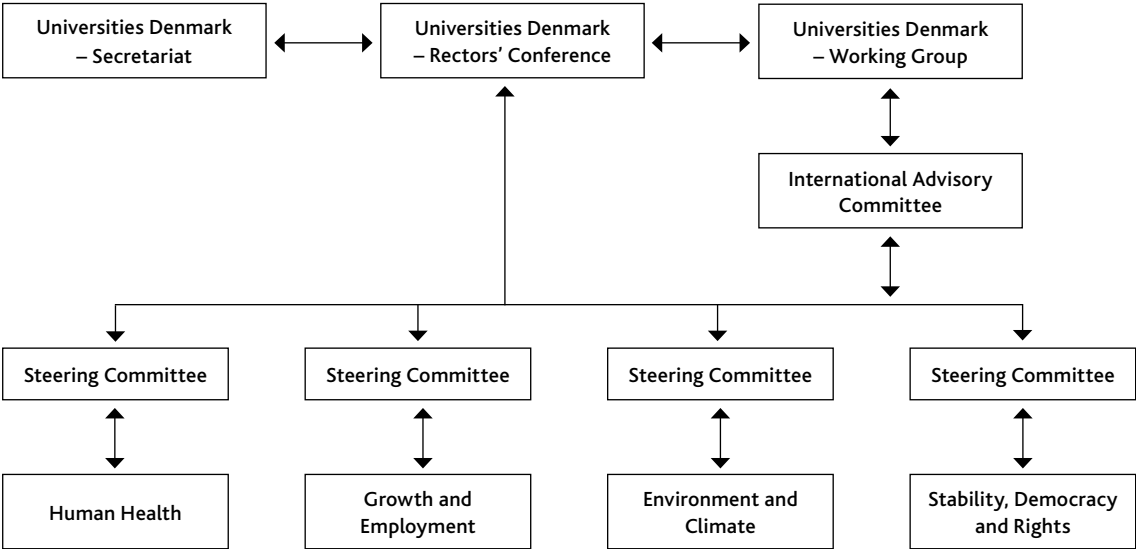 Universities Denmark
– Secretariat
Universities Denmark
– Rectors’ Conference
Universities Denmark
– Working Group
International Advisory
Committee
Steering Committee
Steering Committee
Steering Committee
Steering Committee
Human Health
Growth and
Employment
Environment and
Climate
Stability, Democracy
and Rights